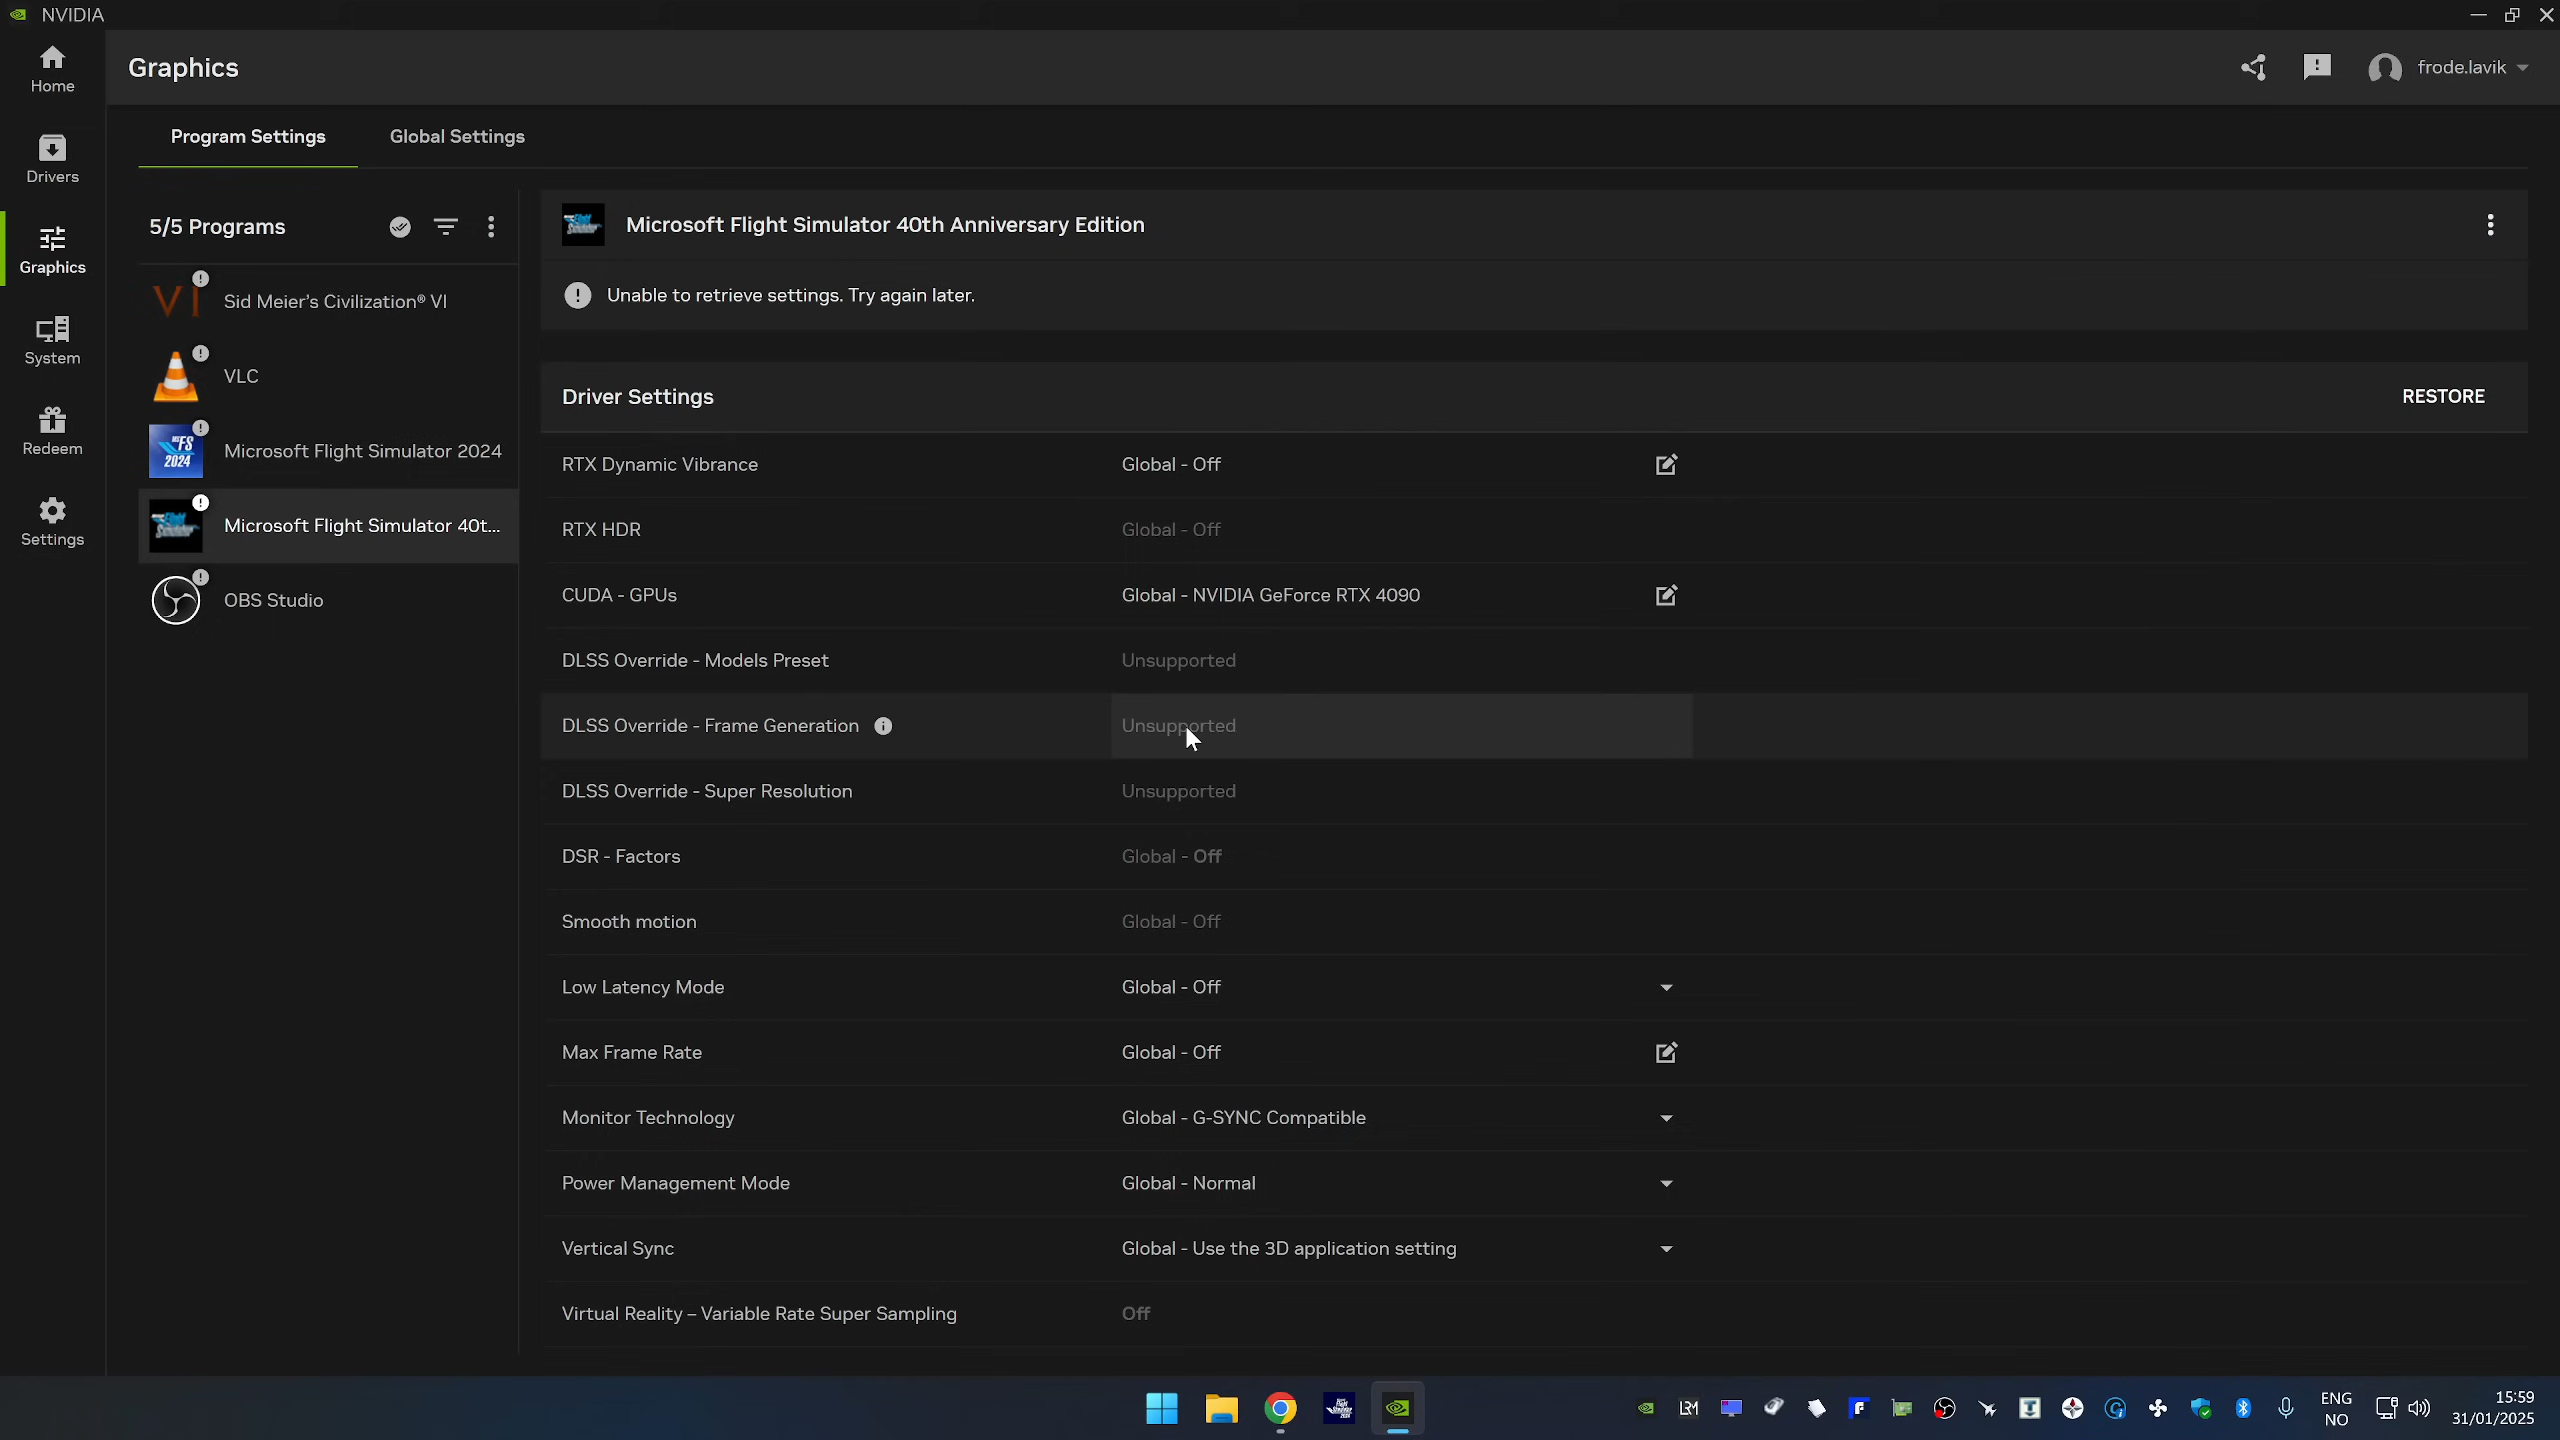 NVIDIA
Home
Drivers
Graphics
System
Redeem
Settings
Graphics
frode.lavik
Program Settings
Global Settings
5/5 Programs
Sid Meier's Civilization® VI
VLC
Microsoft Flight Simulator 2024
Microsoft Flight Simulator 40t...
OBS Studio
Microsoft Flight Simulator 40th Anniversary Edition
Unable to retrieve settings. Try again later.
Driver Settings
RESTORE
RTX Dynamic Vibrance
Global - Off
RTX HDR
Global - Off
CUDA - GPUs
Global - NVIDIA GeForce RTX 4090
DLSS Override - Models Preset
Unsupported
DLSS Override - Frame Generation
Unsupported
DLSS Override - Super Resolution
Unsupported
DSR - Factors
Global - Off
Smooth motion
Global - Off
Low Latency Mode
Global - Off
Max Frame Rate
Global - Off
Monitor Technology
Global - G-SYNC Compatible
Power Management Mode
Global - Normal
Vertical Sync
Global - Use the 3D application setting
Virtual Reality – Variable Rate Super Sampling
Off
ENG
NO
15:59
31/01/2025